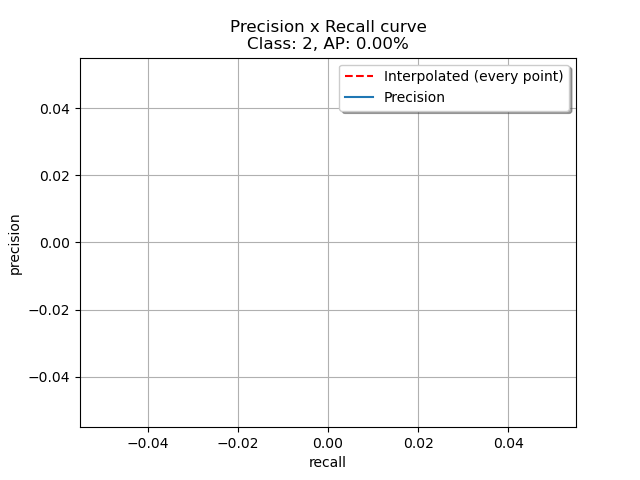 Precision x Recall curve
Class: 2, AP: 0.00%
Interpolated (every point)
Precision
0.04
0.02
0.00
−0.02
−0.04
precision
−0.04
−0.02
0.00
0.02
0.04
recall